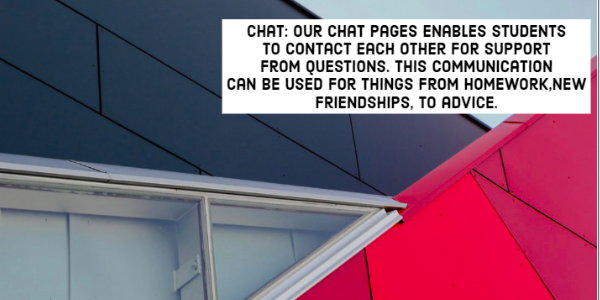 CHAT: OUR CHAT PAGES ENABLES STUDENTS
TO CONTACT EACH OTHER FOR SUPPORT
FROM QUESTIONS. THIS COMMUNICATION
CAN BE USED FOR THINGS FROM HOMEWORK,NEW
FRIENDSHIPS, TO ADVICE.